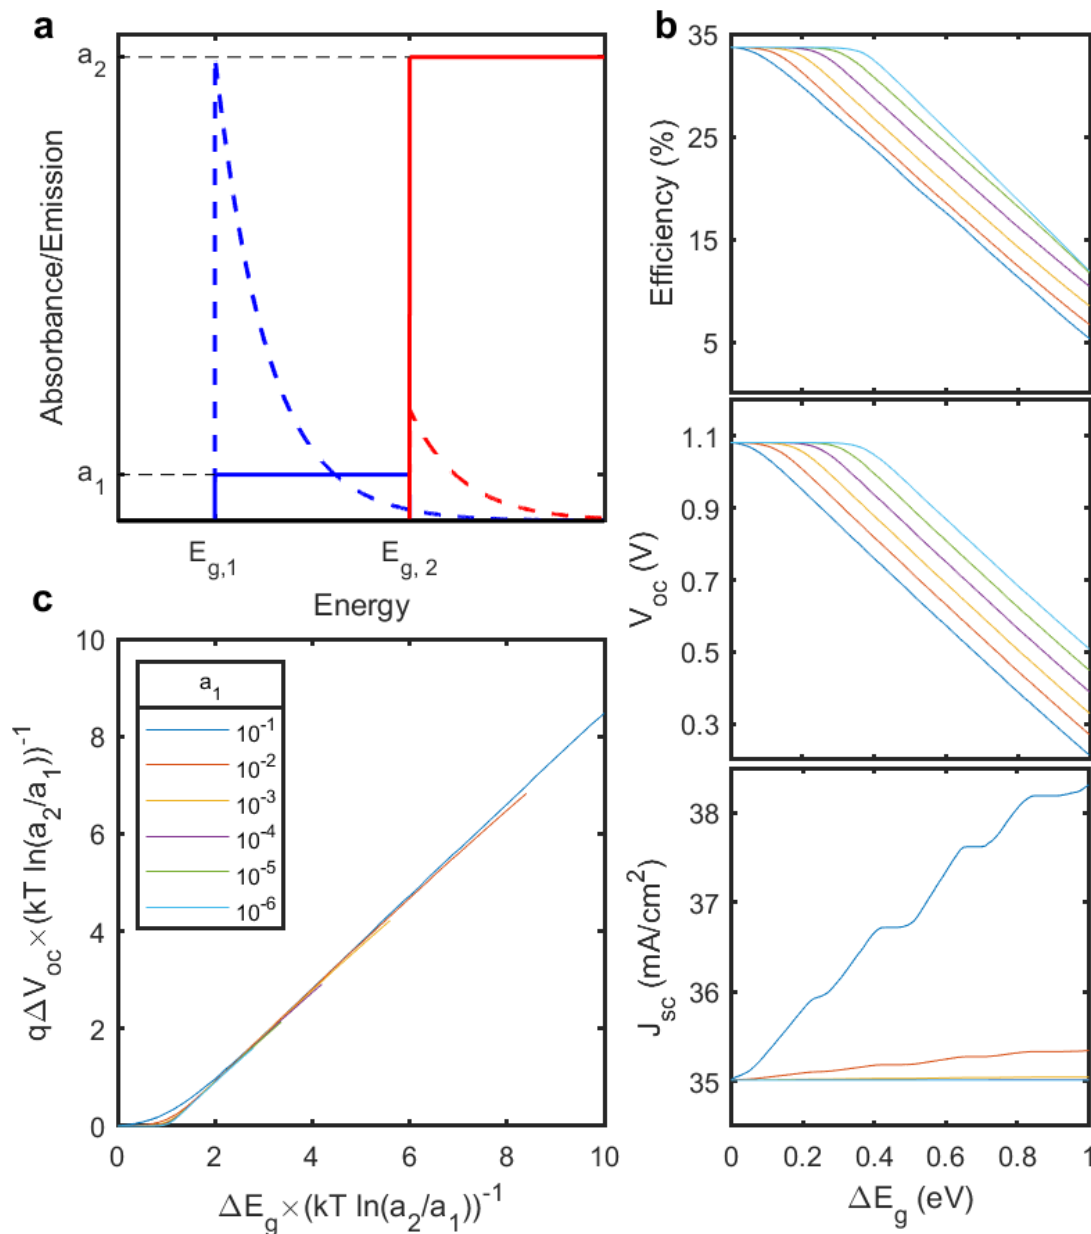 a
a2
Absorbance/Emission
a1
Eg,1
Eg, 2
Energy
b
35
25
15
5
Efficiency (%)
1.1
0.9
0.7
0.5
0.3
Voc (V)
38
37
36
35
Jsc (mA/cm2)
0
0.2
0.4
0.6
0.8
1
ΔEg (eV)
c
10
8
6
4
2
0
qΔVoc×(kT ln(a2/a1))-1
a1
10-1
10-2
10-3
10-4
10-5
10-6
0
2
4
6
8
10
ΔEg×(kT ln(a2/a1))-1